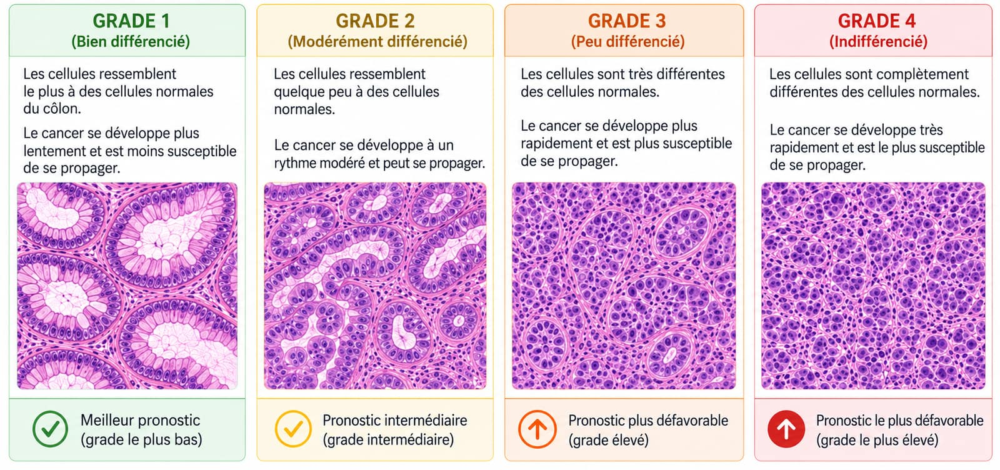 GRADE 1
(Bien différencié)
Les cellules ressemblent
le plus à des cellules normales
du côlon.
Le cancer se développe plus
lentement et est moins susceptible
de se propager.
Meilleur pronostic
(grade le plus bas)
GRADE 2
(Modérément différencié)
Les cellules ressemblent
quelque peu à des cellules
normales.
Le cancer se développe à un
rythme modéré et peut se propager.
Pronostic intermédiaire
(grade intermédiaire)
GRADE 3
(Peu différencié)
Les cellules sont très différentes
des cellules normales.
Le cancer se développe plus
rapidement et est plus susceptible
de se propager.
Pronostic plus défavorable
(grade élevé)
GRADE 4
(Indifférencié)
Les cellules sont complètement
différentes des cellules normales.
Le cancer se développe très
rapidement et est le plus susceptible
de se propager.
Pronostic le plus défavorable
(grade le plus élevé)